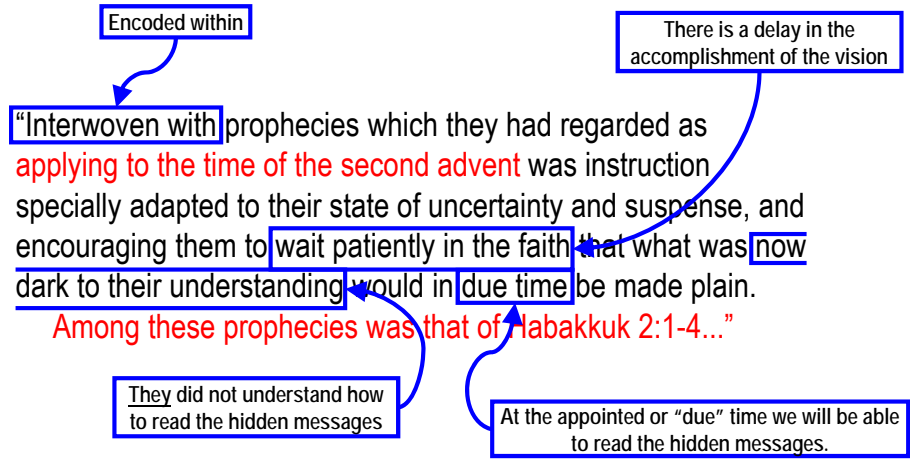 Encoded within
There is a delay in the
accomplishment of the vision
“Interwoven with prophecies which they had regarded as
applying to the time of the second advent was instruction
specially adapted to their state of uncertainty and suspense, and
encouraging them to wait patiently in the faith that what was now
dark to their understanding would in due time be made plain.
Among these prophecies was that of Habakkuk 2:1-4...”
They did not understand how
to read the hidden messages
At the appointed or “due” time we will be able
to read the hidden messages.